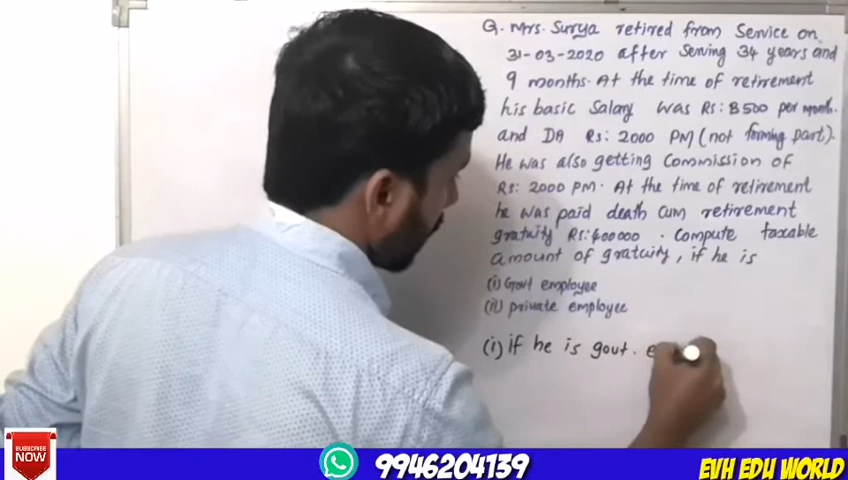 Q. Mrs. Surya retired from Service on
31-03-2020 after Serving 34 years and
9 months. At the time of retirement
his basic Salary was Rs: 8500 per month.
and DA Rs: 2000 PM (not forming part).
He was also getting Commission of
Rs: 2000 PM. At the time of retirement
he was paid death cum retirement
gratuity Rs: 400000. Compute taxable
amount of gratuity, if he is
(i) Govt employee
(ii) private employee
(i) if he is govt. e
SUBSCRIBE
NOW
9946204139
EVH EDU WORLD